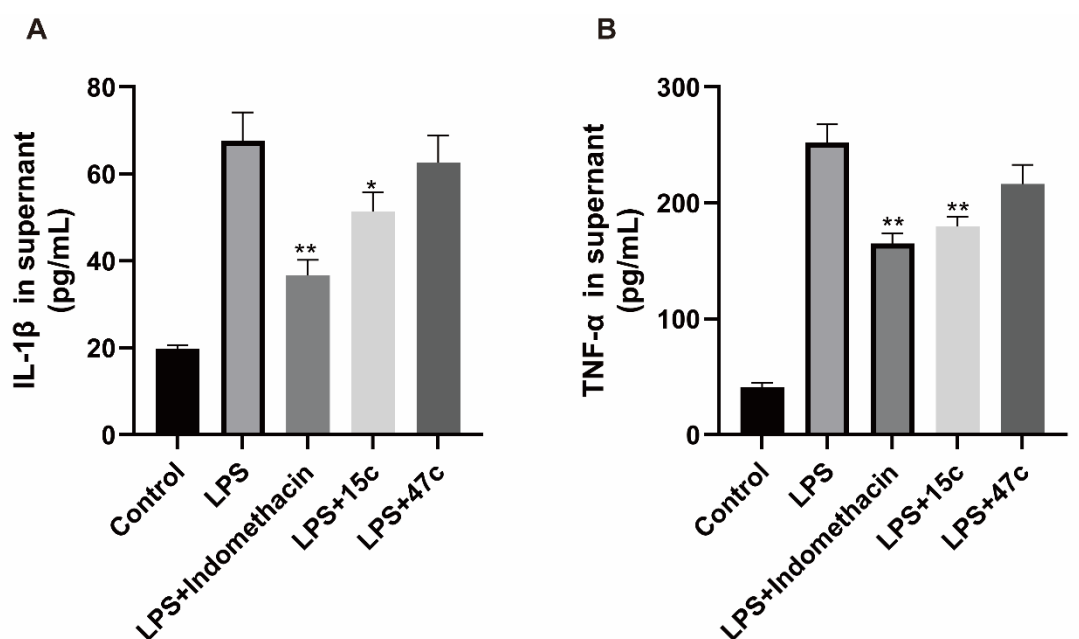 A
IL-1β in supernant
(pg/mL)
80
60
40
20
0
**
*
Control
LPS
LPS+Indomethacin
LPS+15c
LPS+47c
B
TNF-α in supernant
(pg/mL)
300
200
100
0
**
**
Control
LPS
LPS+Indomethacin
LPS+15c
LPS+47c